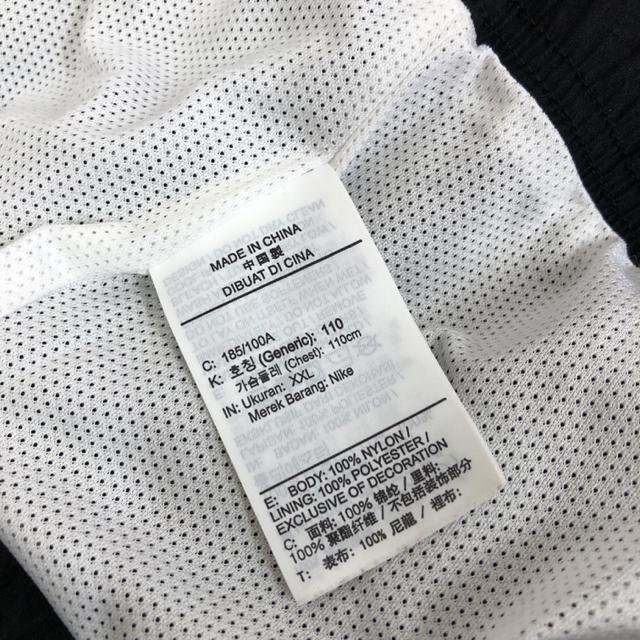 MADE IN CHINA
中国製
DIBUAT DI CINA
C: 185/100A
K: 호칭 (Generic): 110
가슴둘레 (Chest): 110cm
IN: Ukuran: XXL
Merek Barang: Nike
E: BODY: 100% NYLON /
LINING: 100% POLYESTER /
EXCLUSIVE OF DECORATION
C: 面料: 100% 锦纶 / 里料:
100% 聚酯纤维 / 不包括装饰部分
T: 表布: 100% 尼龍 / 裡布: